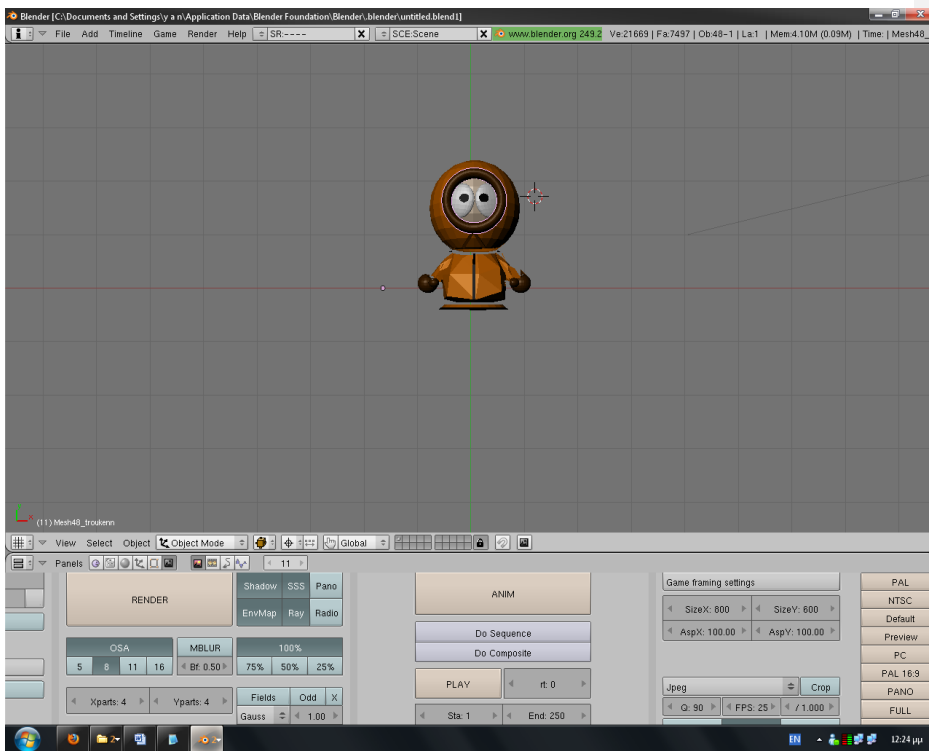 Blender [C:\Documents and Settings\y a n\Application Data\Blender Foundation\Blender\.blender\untitled.blend1]
File Add Timeline Game Render Help SR:---- X SCE:Scene X www.blender.org 249.2 Ve:21669 | Fa:7497 | Ob:48-1 | La:1 | Mem:4.10M (0.09M) | Time: | Mesh48_
x
(11) Mesh48_troukenn
View Select Object Object Mode Global
Panels 11
RENDER
Shadow SSS Pano
EnvMap Ray Radio
OSA MBLUR 100%
5 8 11 16 Bf: 0.50 75% 50% 25%
Xparts: 4 Yparts: 4 Fields Odd X
Gauss 1.00
ANIM
Do Sequence
Do Composite
PLAY rt: 0
Sta: 1 End: 250
Game framing settings
SizeX: 800 SizeY: 600
AspX: 100.00 AspY: 100.00
Jpeg Crop
Q: 90 FPS: 25 / 1.000
PAL
NTSC
Default
Preview
PC
PAL 16:9
PANO
FULL
2 2 EN 12:24 μμ